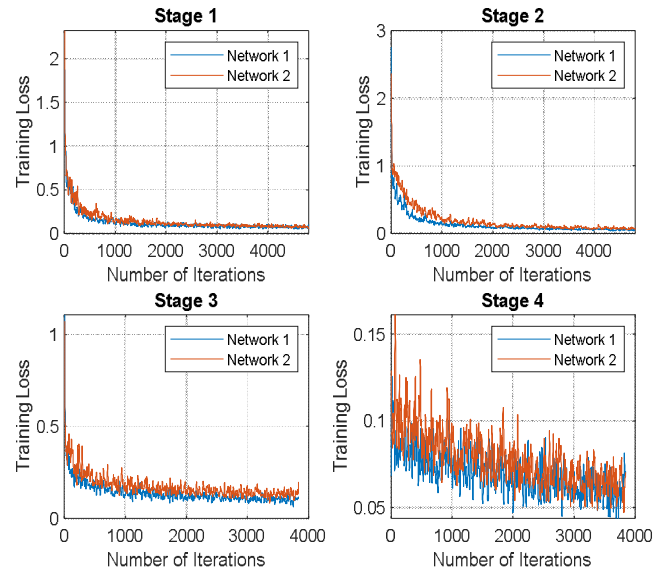 Stage 1
Network 1
Network 2
Training Loss
2
1.5
1
0.5
0
0 1000 2000 3000 4000
Number of Iterations
Stage 2
Network 1
Network 2
Training Loss
3
2
1
0
0 1000 2000 3000 4000
Number of Iterations
Stage 3
Network 1
Network 2
Training Loss
1
0.5
0
0 1000 2000 3000 4000
Number of Iterations
Stage 4
Network 1
Network 2
Training Loss
0.15
0.1
0.05
0 1000 2000 3000 4000
Number of Iterations